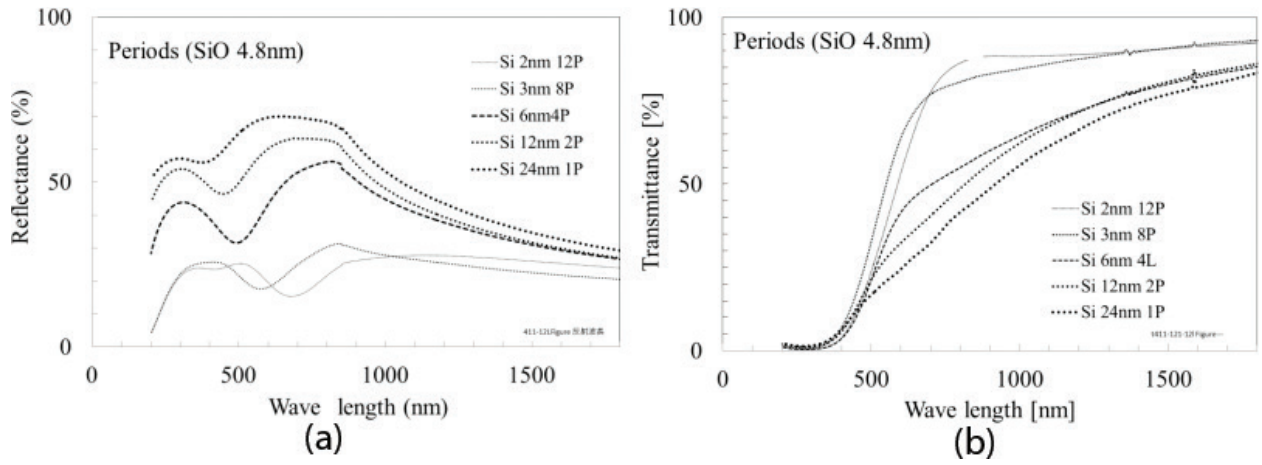 100
Periods (SiO 4.8nm)
Si 2nm 12P
Si 3nm 8P
Si 6nm4P
Si 12nm 2P
Si 24nm 1P
Reflectance (%)
50
0
0
500
1000
1500
Wave length (nm)
(a)
100
Periods (SiO 4.8nm)
Transmittance [%]
50
Si 2nm 12P
Si 3nm 8P
Si 6nm 4L
Si 12nm 2P
Si 24nm 1P
0
0
500
1000
1500
Wave length [nm]
(b)